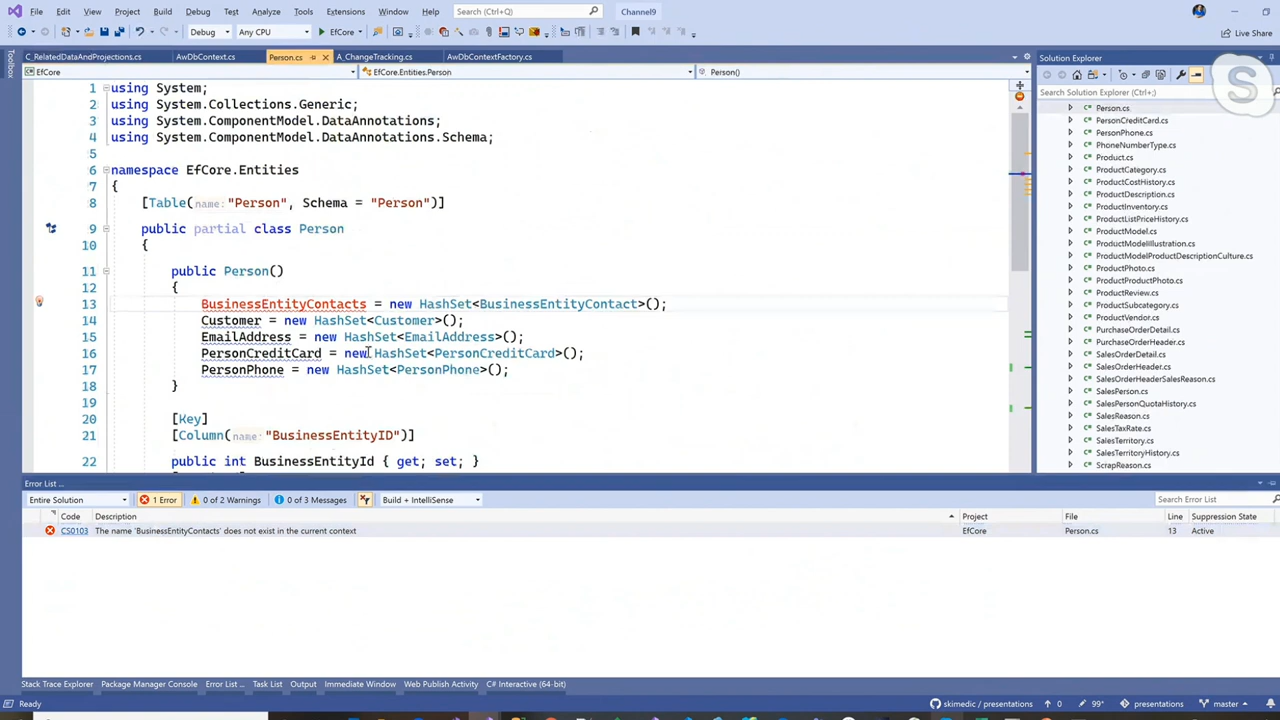 File Edit View Project Build Debug Test Analyze Tools Extensions Window Help Search (Ctrl+Q) Channel9
Debug Any CPU EfCore Live Share
C_RelatedDataAndProjections.cs AwDbContext.cs Person.cs A_ChangeTracking.cs AwDbContextFactory.cs
EfCore EfCore.Entities.Person Person()
Toolbox
1 using System;
2 using System.Collections.Generic;
3 using System.ComponentModel.DataAnnotations;
4 using System.ComponentModel.DataAnnotations.Schema;
5
6 namespace EfCore.Entities
7 {
8 [Table(name:"Person", Schema = "Person")]
9 public partial class Person
10 {
11 public Person()
12 {
13 BusinessEntityContacts = new HashSet<BusinessEntityContact>();
14 Customer = new HashSet<Customer>();
15 EmailAddress = new HashSet<EmailAddress>();
16 PersonCreditCard = new HashSet<PersonCreditCard>();
17 PersonPhone = new HashSet<PersonPhone>();
18 }
19
20 [Key]
21 [Column(name:"BusinessEntityID")]
22 public int BusinessEntityId { get; set; }
Solution Explorer
Search Solution Explorer (Ctrl+;)
Person.cs
PersonCreditCard.cs
PersonPhone.cs
PhoneNumberType.cs
Product.cs
ProductCategory.cs
ProductCostHistory.cs
ProductDescription.cs
ProductInventory.cs
ProductListPriceHistory.cs
ProductModel.cs
ProductModelIllustration.cs
ProductModelProductDescriptionCulture.cs
ProductPhoto.cs
ProductProductPhoto.cs
ProductReview.cs
ProductSubcategory.cs
ProductVendor.cs
PurchaseOrderDetail.cs
PurchaseOrderHeader.cs
SalesOrderDetail.cs
SalesOrderHeader.cs
SalesOrderHeaderSalesReason.cs
SalesPerson.cs
SalesPersonQuotaHistory.cs
SalesReason.cs
SalesTaxRate.cs
SalesTerritory.cs
SalesTerritoryHistory.cs
ScrapReason.cs
Error List ...
Entire Solution 1 Error 0 of 2 Warnings 0 of 3 Messages Build + IntelliSense Search Error List
Code Description Project File Line Suppression State
CS0103 The name 'BusinessEntityContacts' does not exist in the current context EfCore Person.cs 13 Active
Stack Trace Explorer Package Manager Console Error List ... Task List Output Immediate Window Web Publish Activity C# Interactive (64-bit)
Ready 0 99+ skimedic / presentations presentations master